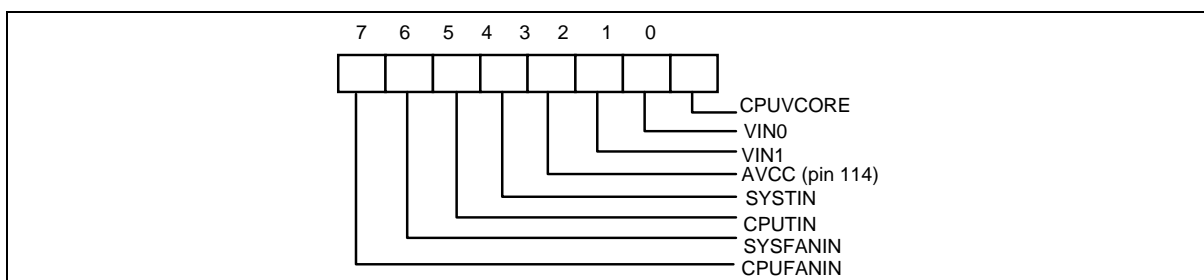 7 6 5 4 3 2 1 0
CPUVCORE
VIN0
VIN1
AVCC (pin 114)
SYSTIN
CPUTIN
SYSFANIN
CPUFANIN